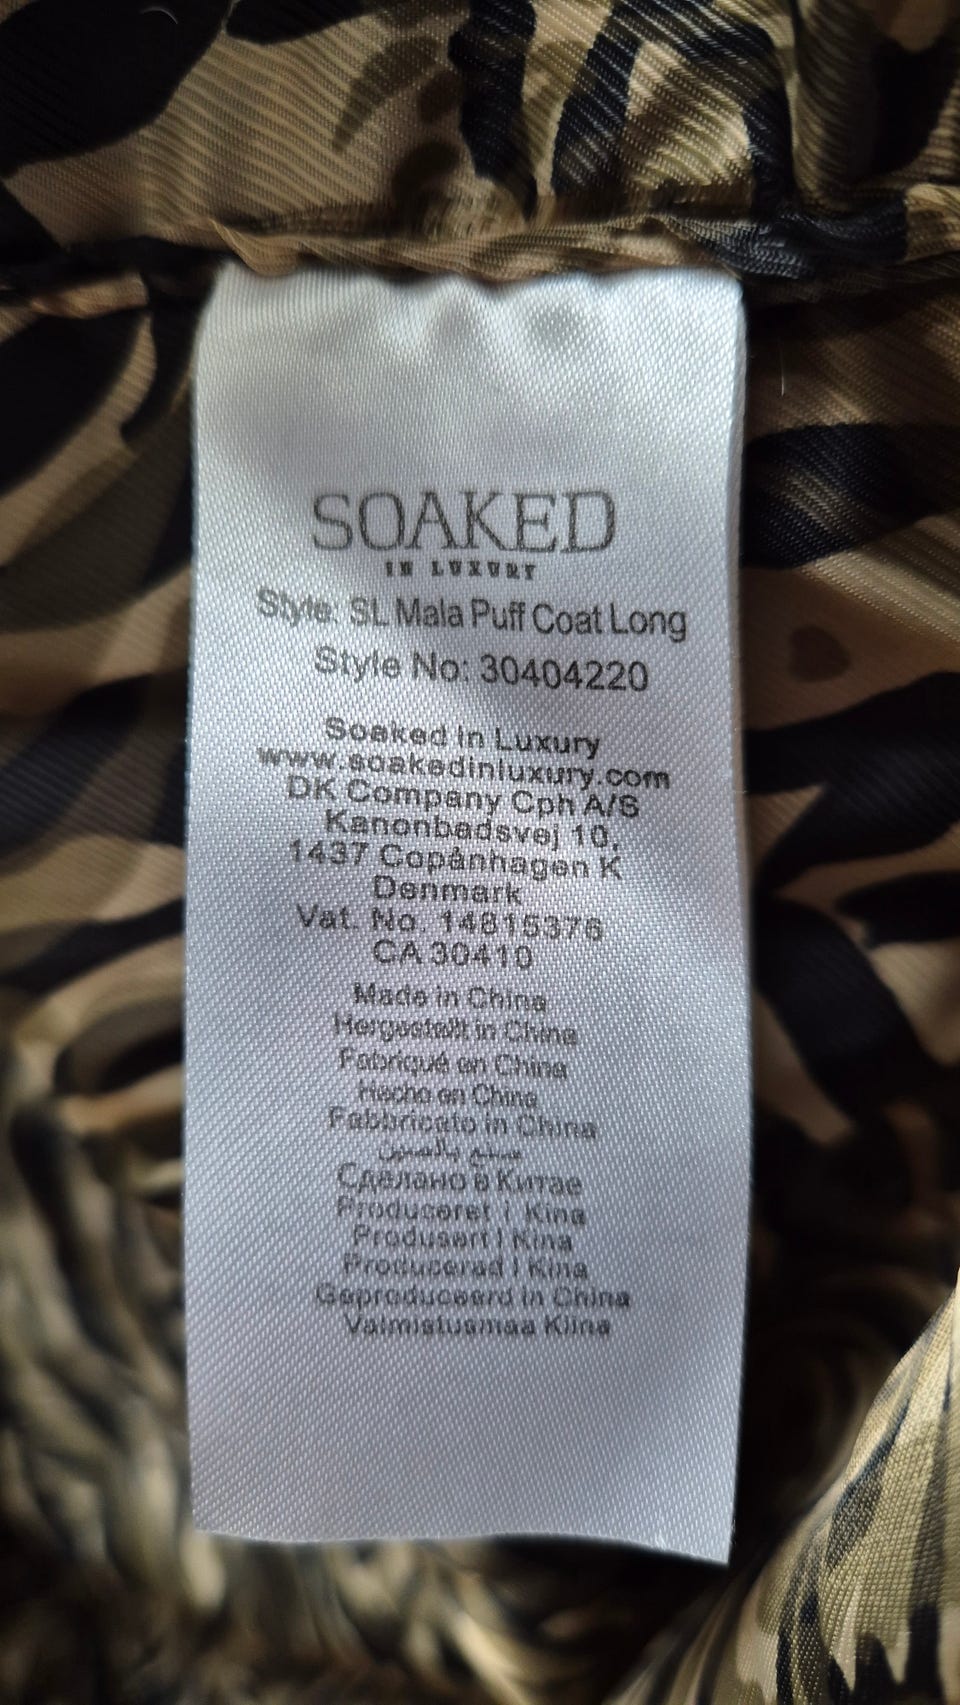 SOAKED
IN LUXURY
Style: SL Mala Puff Coat Long
Style No: 30404220
Soaked in Luxury
www.soakedinluxury.com
DK Company Cph A/S
Kanonbadsvej 10,
1437 Copånhagen K
Denmark
Vat. No. 14815376
CA 30410
Made in China
Hergestellt in China
Fabriqué en China
Hecho en China
Fabbricato in China
صنع بالصين
Сделано в Китае
Produceret i Kina
Produsert I Kina
Producerad I Kina
Geproduceerd in China
Valmistusmaa Kiina